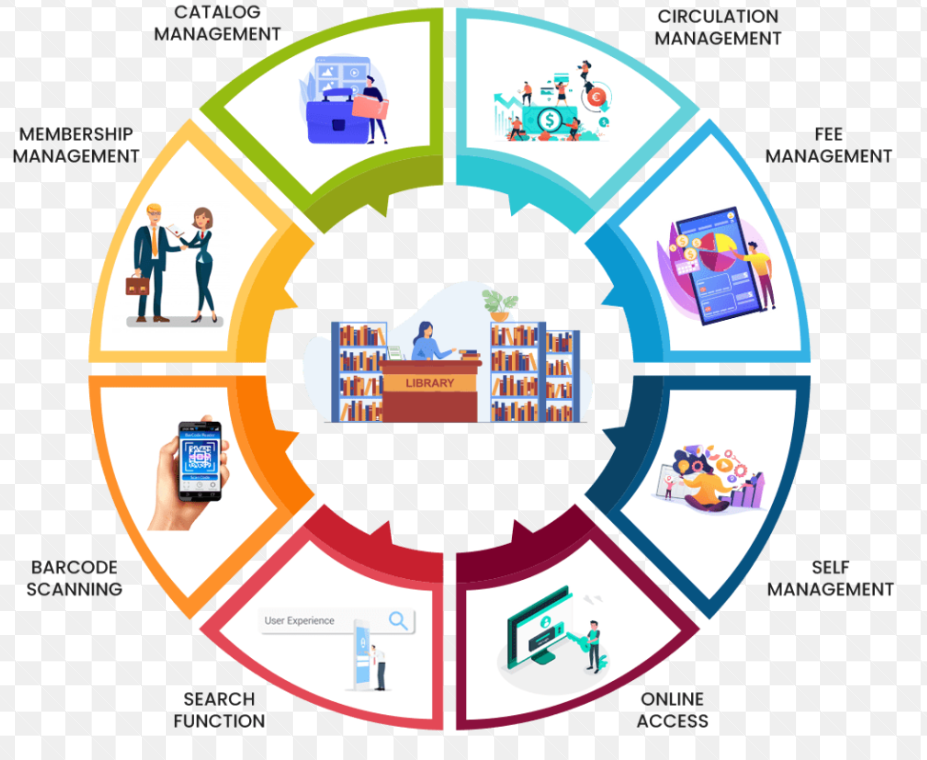 CATALOG
MANAGEMENT
CIRCULATION
MANAGEMENT
MEMBERSHIP
MANAGEMENT
FEE
MANAGEMENT
LIBRARY
BARCODE
SCANNING
SELF
MANAGEMENT
User Experience
SEARCH
FUNCTION
ONLINE
ACCESS